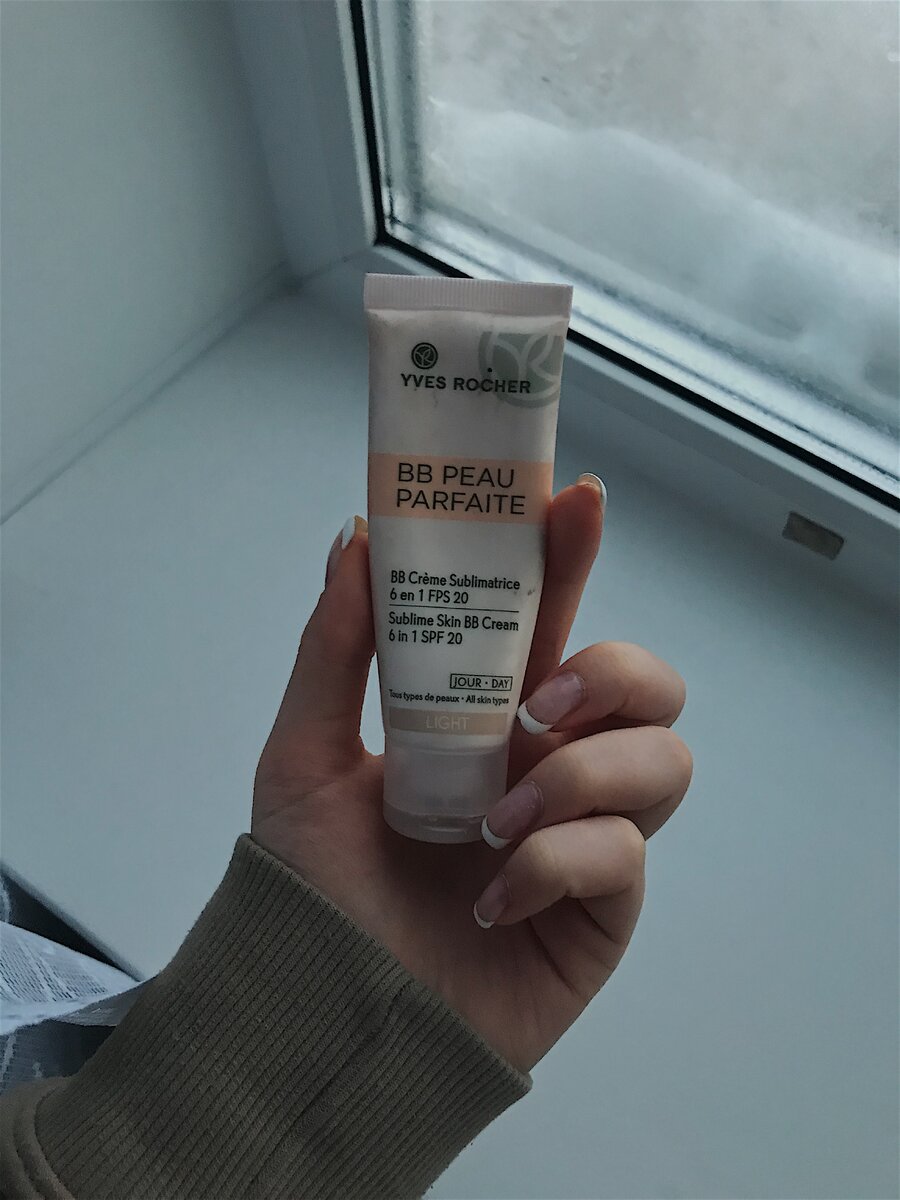 YVES ROCHER
BB PEAU
PARFAITE
BB Crème Sublimatrice
6 en 1 FPS 20
Sublime Skin BB Cream
6 in 1 SPF 20
JOUR • DAY
Tous types de peaux • All skin types
LIGHT